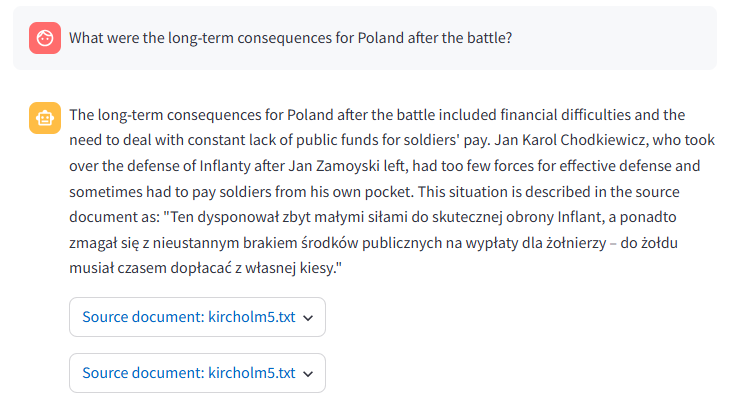 What were the long-term consequences for Poland after the battle?
The long-term consequences for Poland after the battle included financial difficulties and the
need to deal with constant lack of public funds for soldiers' pay. Jan Karol Chodkiewicz, who took
over the defense of Inflanty after Jan Zamoyski left, had too few forces for effective defense and
sometimes had to pay soldiers from his own pocket. This situation is described in the source
document as: "Ten dysponował zbyt małymi siłami do skutecznej obrony Inflant, a ponadto
zmagał się z nieustannym brakiem środków publicznych na wypłaty dla żołnierzy – do żołdu
musiał czasem dopłacać z własnej kiesy."
Source document: kircholm5.txt
Source document: kircholm5.txt